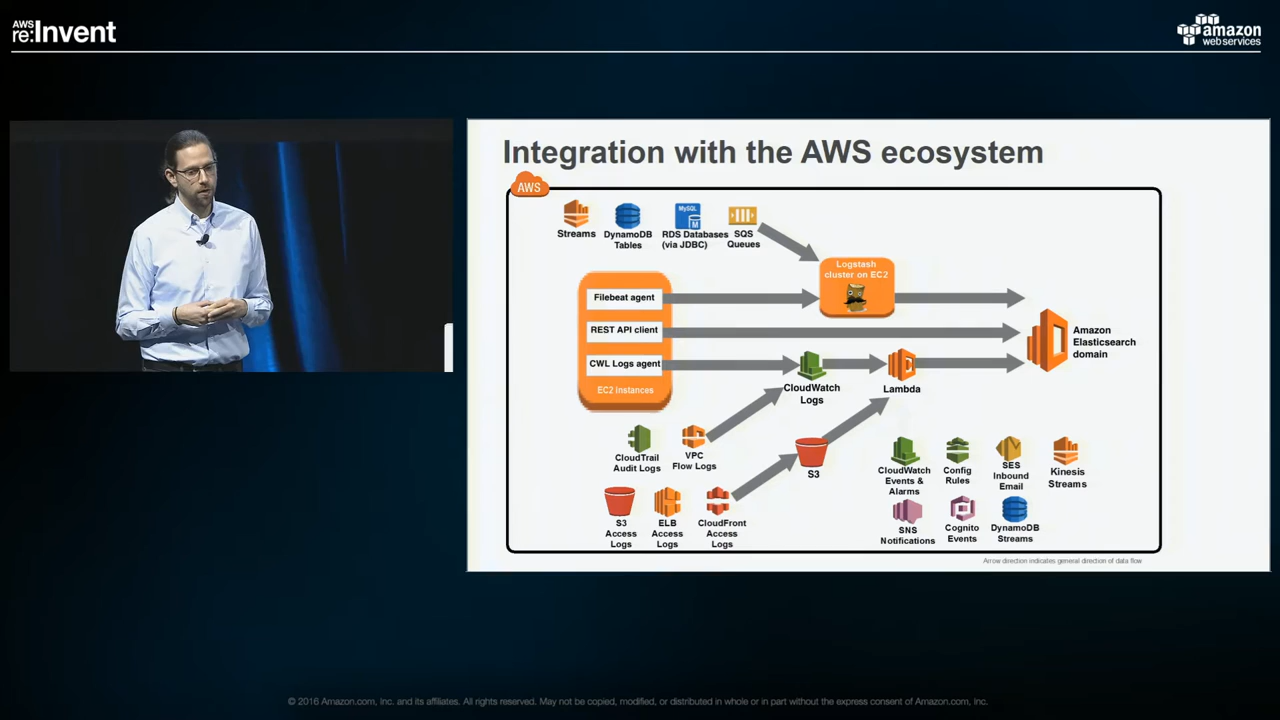 AWS
re:Invent
amazon
web services
Integration with the AWS ecosystem
AWS
Streams
DynamoDB
Tables
MySQL
M
RDS Databases
(via JDBC)
SQS
Queues
Logstash
cluster on EC2
Filebeat agent
REST API client
CWL Logs agent
EC2 Instances
Amazon
Elasticsearch
domain
CloudWatch
Logs
Lambda
CloudTrail
Audit Logs
VPC
Flow Logs
S3
S3
Access
Logs
ELB
Access
Logs
CloudFront
Access
Logs
CloudWatch
Events &
Alarms
Config
Rules
SES
Inbound
Email
Kinesis
Streams
SNS
Notifications
Cognito
Events
DynamoDB
Streams
Arrow direction indicates general direction of data flow
© 2016 Amazon.com, Inc. and its affiliates. All rights reserved. May not be copied, modified, or distributed in whole or in part without the express consent of Amazon.com, Inc.